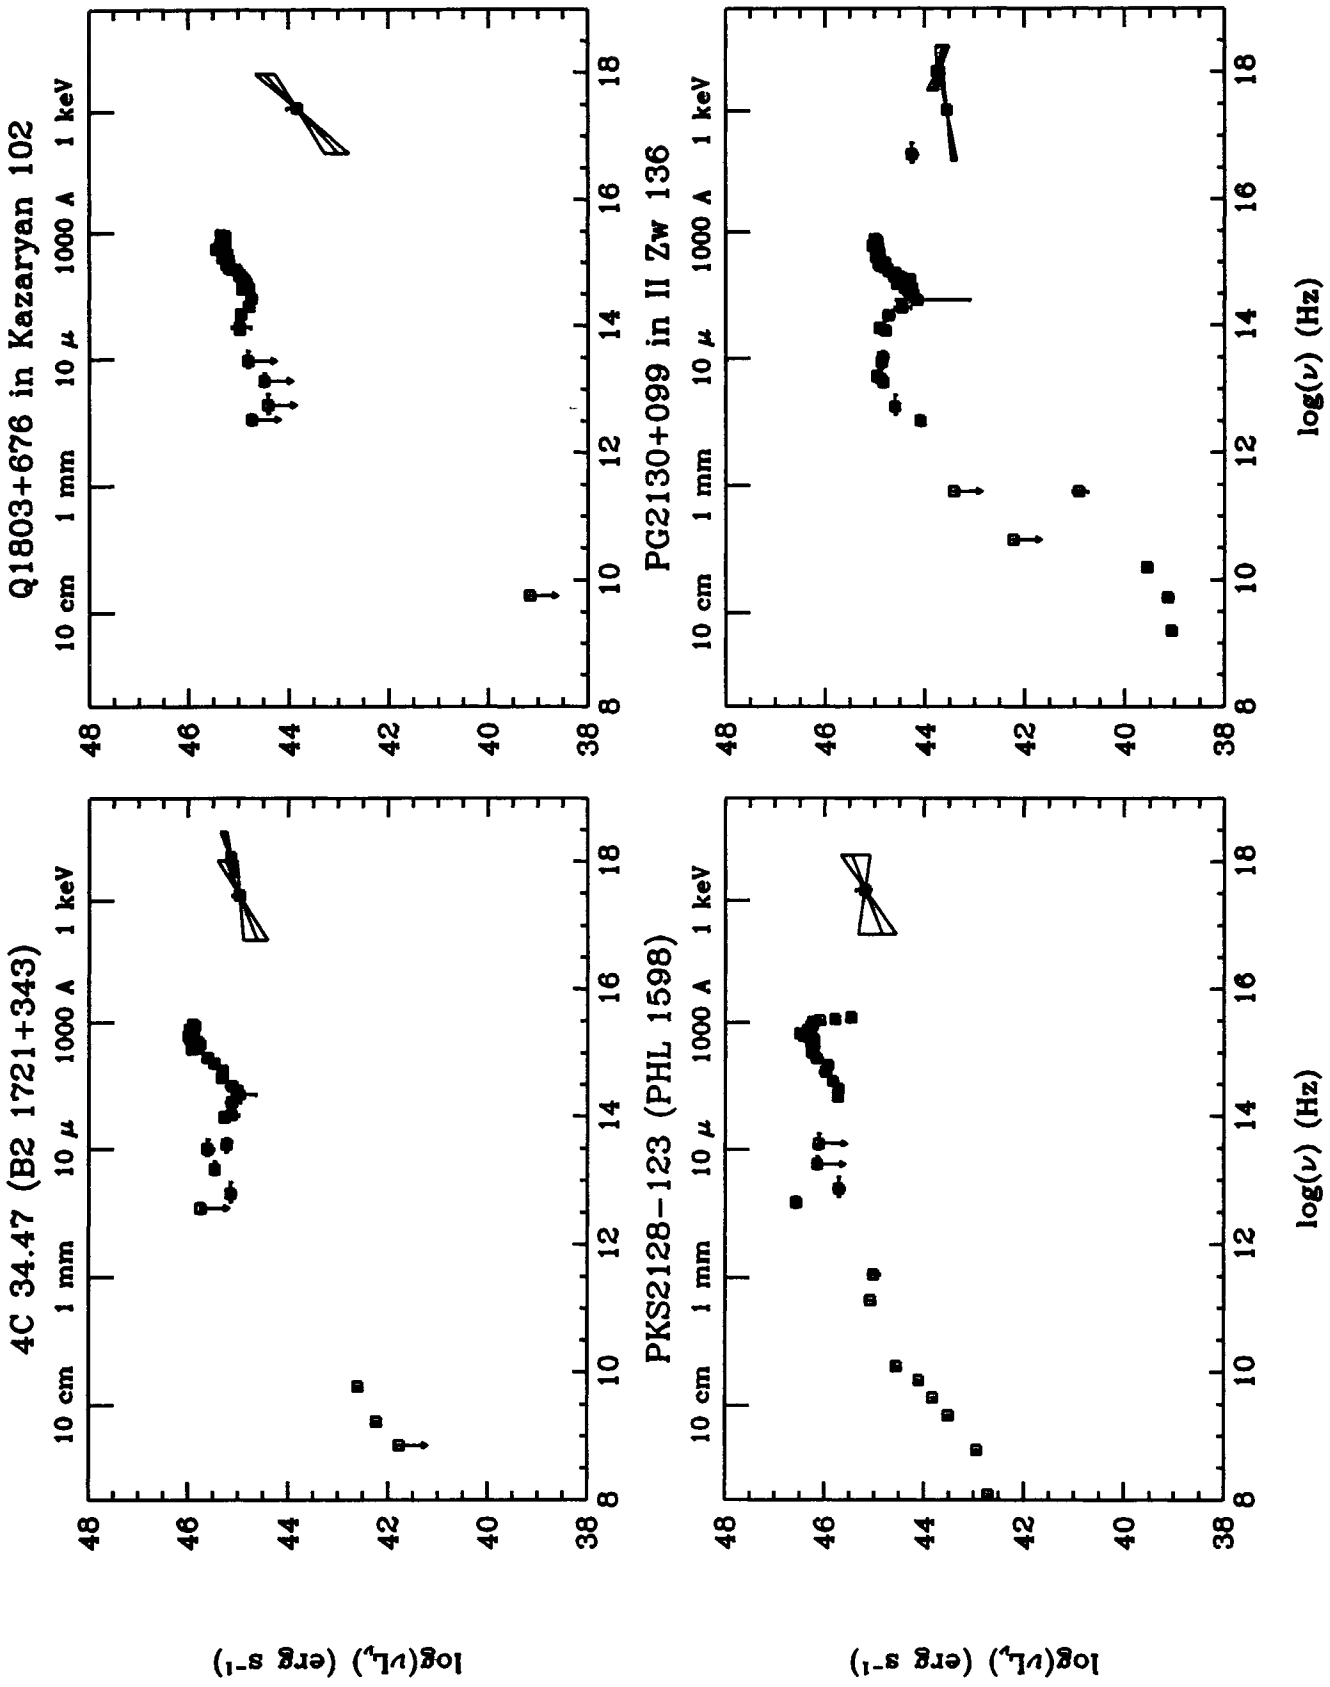 4C 34.47 (B2 1721+343)
10 cm 1 mm 10 μ 1000 A 1 keV
48
46
44
42
40
38
8 10 12 14 16 18
log(νLᵥ) (erg s⁻¹)
Q1803+676 in Kazaryan 102
10 cm 1 mm 10 μ 1000 A 1 keV
48
46
44
42
40
38
8 10 12 14 16 18
PKS2128−123 (PHL 1598)
10 cm 1 mm 10 μ 1000 A 1 keV
48
46
44
42
40
38
8 10 12 14 16 18
log(νLᵥ) (erg s⁻¹)
log(ν) (Hz)
PG2130+099 in II Zw 136
10 cm 1 mm 10 μ 1000 A 1 keV
48
46
44
42
40
38
8 10 12 14 16 18
log(ν) (Hz)